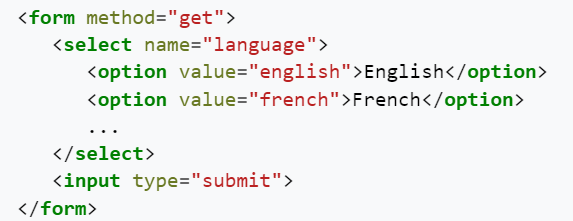 <form method="get">
<select name="language">
<option value="english">English</option>
<option value="french">French</option>
...
</select>
<input type="submit">
</form>